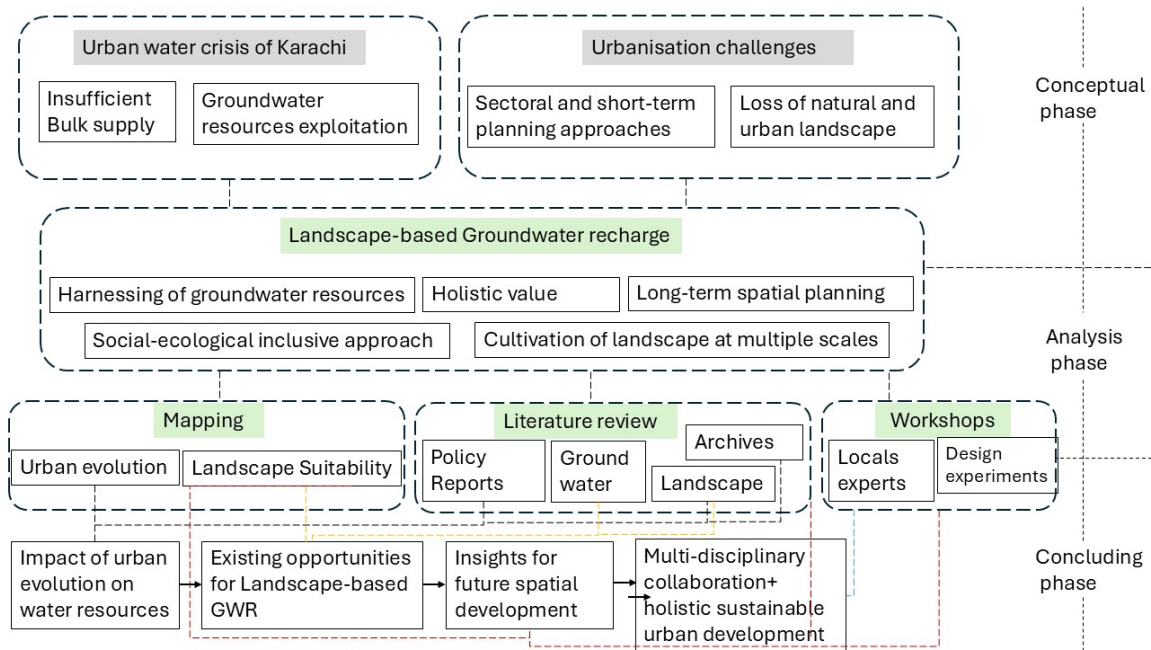 Urban water crisis of Karachi
Insufficient
Bulk supply
Groundwater
resources exploitation
Urbanisation challenges
Sectoral and short-term
planning approaches
Loss of natural and
urban landscape
Conceptual
phase
Landscape-based Groundwater recharge
Harnessing of groundwater resources
Holistic value
Long-term spatial planning
Social-ecological inclusive approach
Cultivation of landscape at multiple scales
Analysis
phase
Mapping
Urban evolution
Landscape Suitability
Literature review
Policy
Reports
Ground
water
Archives
Landscape
Workshops
Locals
experts
Design
experiments
Impact of urban
evolution on
water resources
Existing opportunities
for Landscape-based
GWR
Insights for
future spatial
development
Multi-disciplinary
collaboration+
holistic sustainable
urban development
Concluding
phase